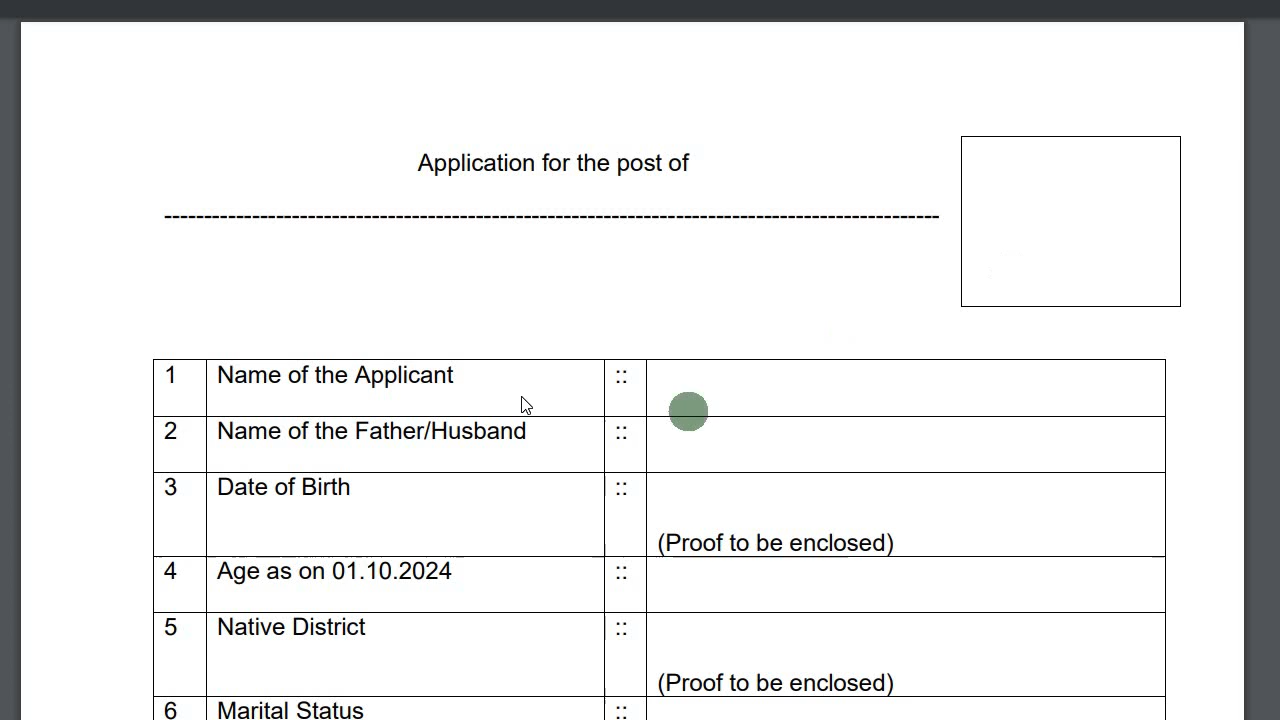 Application for the post of
-------------------------------------------------------------------------------------------------
1 Name of the Applicant ::
2 Name of the Father/Husband ::
3 Date of Birth ::
(Proof to be enclosed)
4 Age as on 01.10.2024 ::
5 Native District ::
(Proof to be enclosed)
6 Marital Status ::